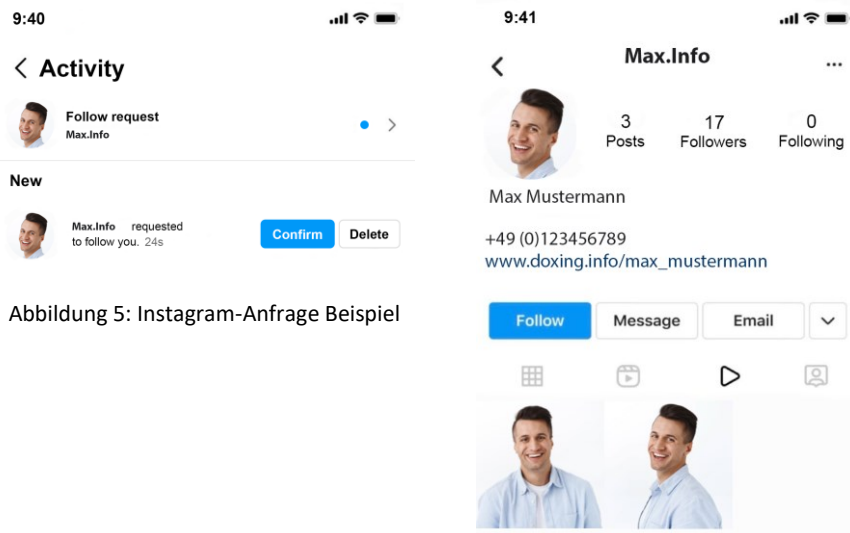 9:40
Activity
Follow request
Max.Info
New
Max.Info requested
to follow you. 24s
Confirm
Delete
Abbildung 5: Instagram-Anfrage Beispiel
9:41
Max.Info
...
3
Posts
17
Followers
0
Following
Max Mustermann
+49 (0)123456789
www.doxing.info/max_mustermann
Follow
Message
Email